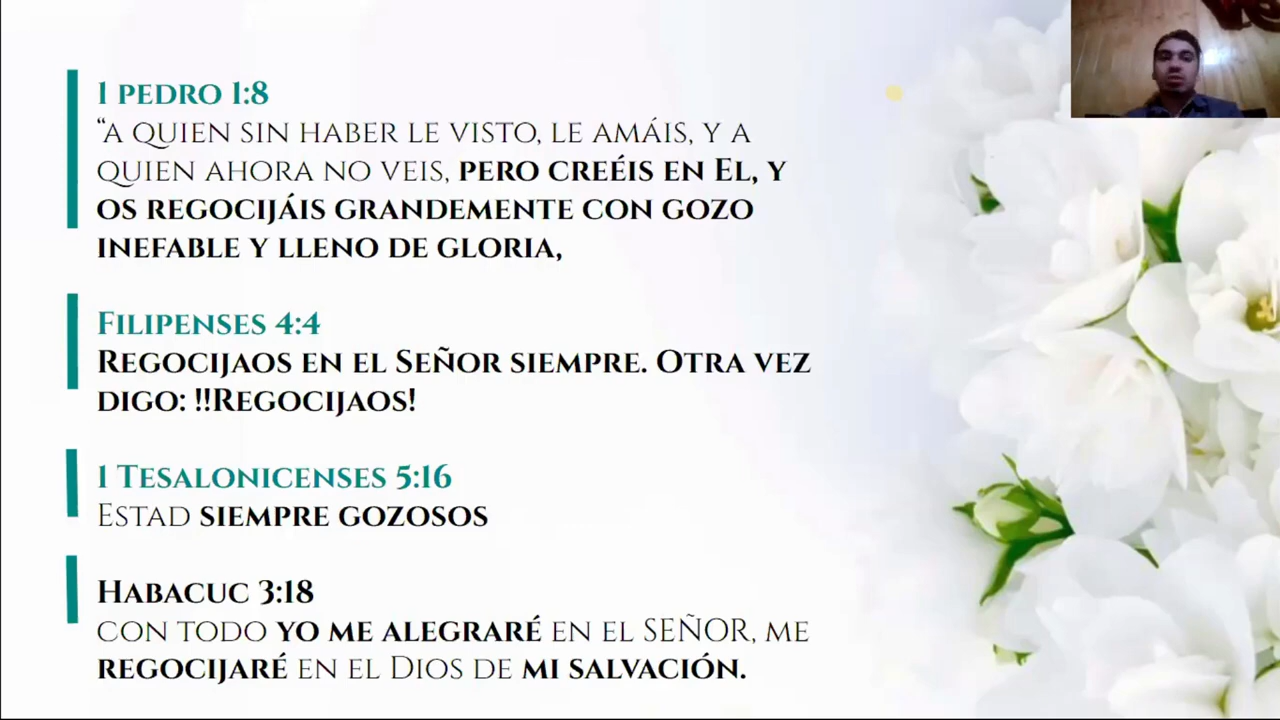 1 PEDRO 1:8
“A QUIEN SIN HABER LE VISTO, LE AMÁIS, Y A
QUIEN AHORA NO VEIS, PERO CREÉIS EN EL, Y
OS REGOCIJÁIS GRANDEMENTE CON GOZO
INEFABLE Y LLENO DE GLORIA,
FILIPENSES 4:4
REGOCIJAOS EN EL SEÑOR SIEMPRE. OTRA VEZ
DIGO: !!REGOCIJAOS!
1 TESALONICENSES 5:16
ESTAD SIEMPRE GOZOSOS
HABACUC 3:18
CON TODO YO ME ALEGRARÉ EN EL SEÑOR, ME
REGOCIJARÉ EN EL DIOS DE MI SALVACIÓN.